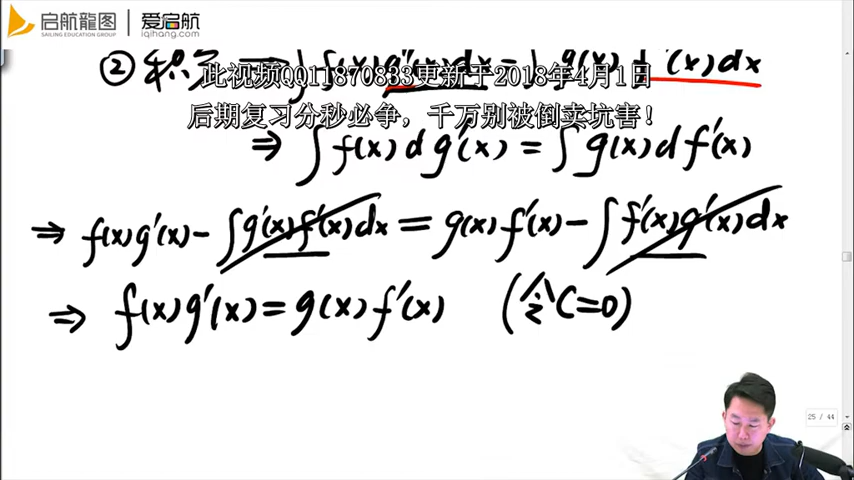 启航龍图 爱启航
SAILING EDUCATION GROUP iqihang.com
② 积分 ⇒ ∫ f(x)g''(x)dx = ∫ g(x)f''(x)dx
此视频QQ11870833更新于2018年4月1日
后期复习分秒必争，千万别被倒卖坑害！
⇒ ∫ f(x)dg'(x) = ∫ g(x)df'(x)
⇒ f(x)g'(x) - ∫g'(x)f'(x)dx = g(x)f'(x) - ∫f'(x)g'(x)dx
⇒ f(x)g'(x) = g(x)f'(x) (令C=0)
25 / 44